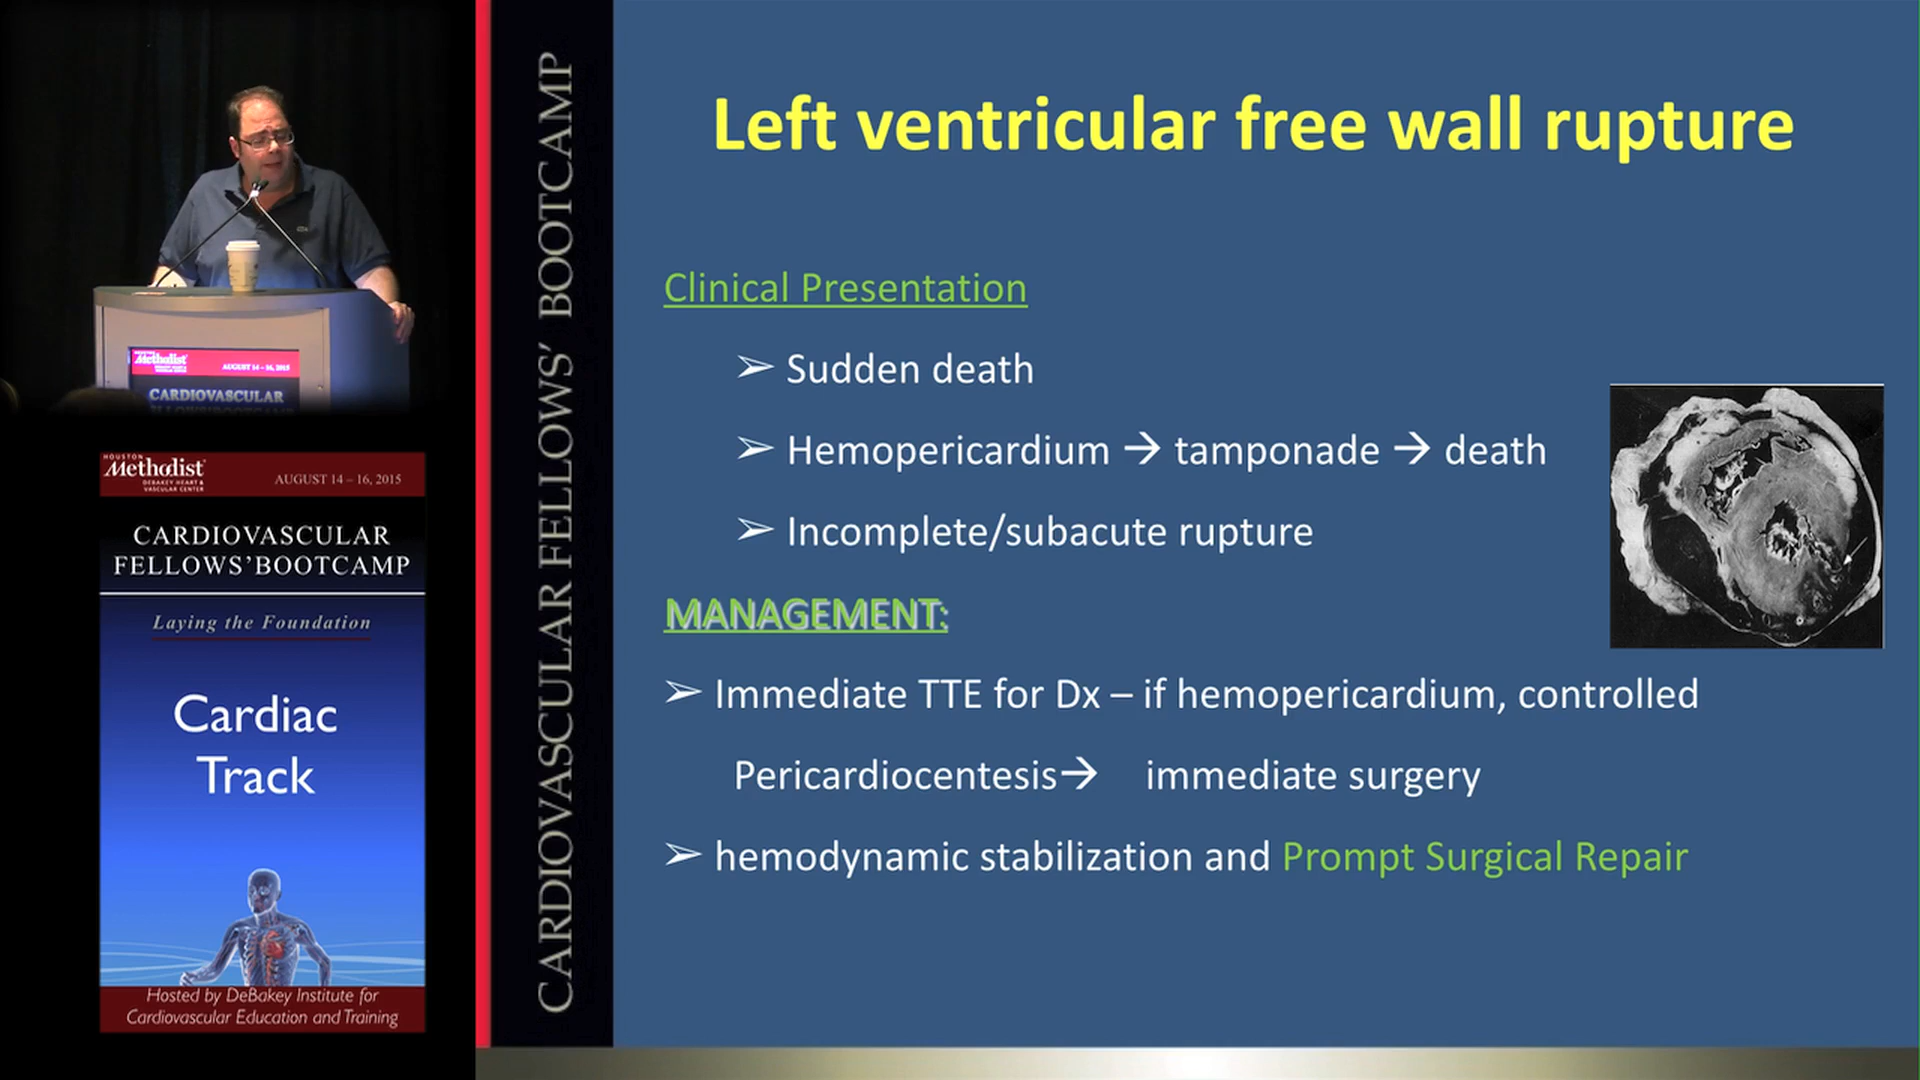 Methodist
AUGUST 14 – 16, 2015
CARDIOVASCULAR
HOUSTON
Methodist
DEBAKEY HEART &
VASCULAR CENTER
AUGUST 14 – 16, 2015
CARDIOVASCULAR
FELLOWS'BOOTCAMP
Laying the Foundation
Cardiac
Track
Hosted by DeBakey Institute for
Cardiovascular Education and Training
CARDIOVASCULAR FELLOWS' BOOTCAMP
Left ventricular free wall rupture
Clinical Presentation
➢ Sudden death
➢ Hemopericardium → tamponade → death
➢ Incomplete/subacute rupture
MANAGEMENT:
➢ Immediate TTE for Dx – if hemopericardium, controlled
Pericardiocentesis→ immediate surgery
➢ hemodynamic stabilization and Prompt Surgical Repair